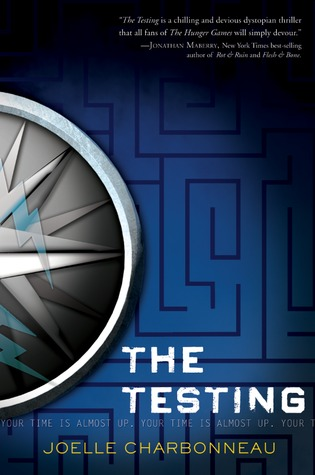 "The Testing is a chilling and devious dystopian thriller
that all fans of The Hunger Games will simply devour."
—JONATHAN MABERRY, New York Times best-selling
author of Rot & Ruin and Flesh & Bone.
THE
TESTING
YOUR TIME IS ALMOST UP. YOUR TIME IS ALMOST UP. YOUR T
JOELLE CHARBONNEAU